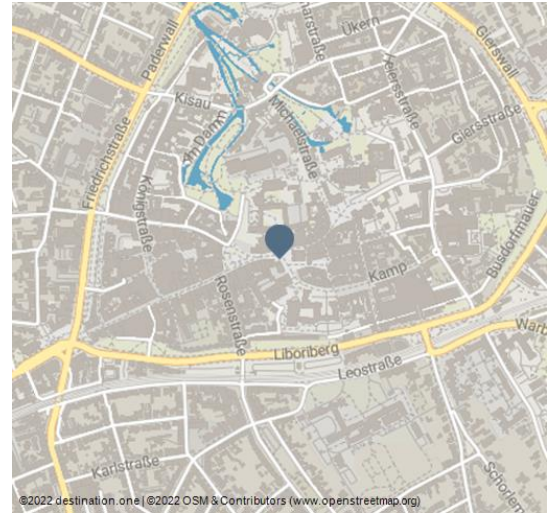 Paderwall
Ükern
Gierswall
Kisau
Michaelstraße
Giersstraße
Im Damm
Friedrichstraße
Königstraße
Busdorfmauer
Kamp
Rosenstraße
Liboriberg
Leostraße
Karlstraße
©2022 destination.one | ©2022 OSM & Contributors (www.openstreetmap.org)